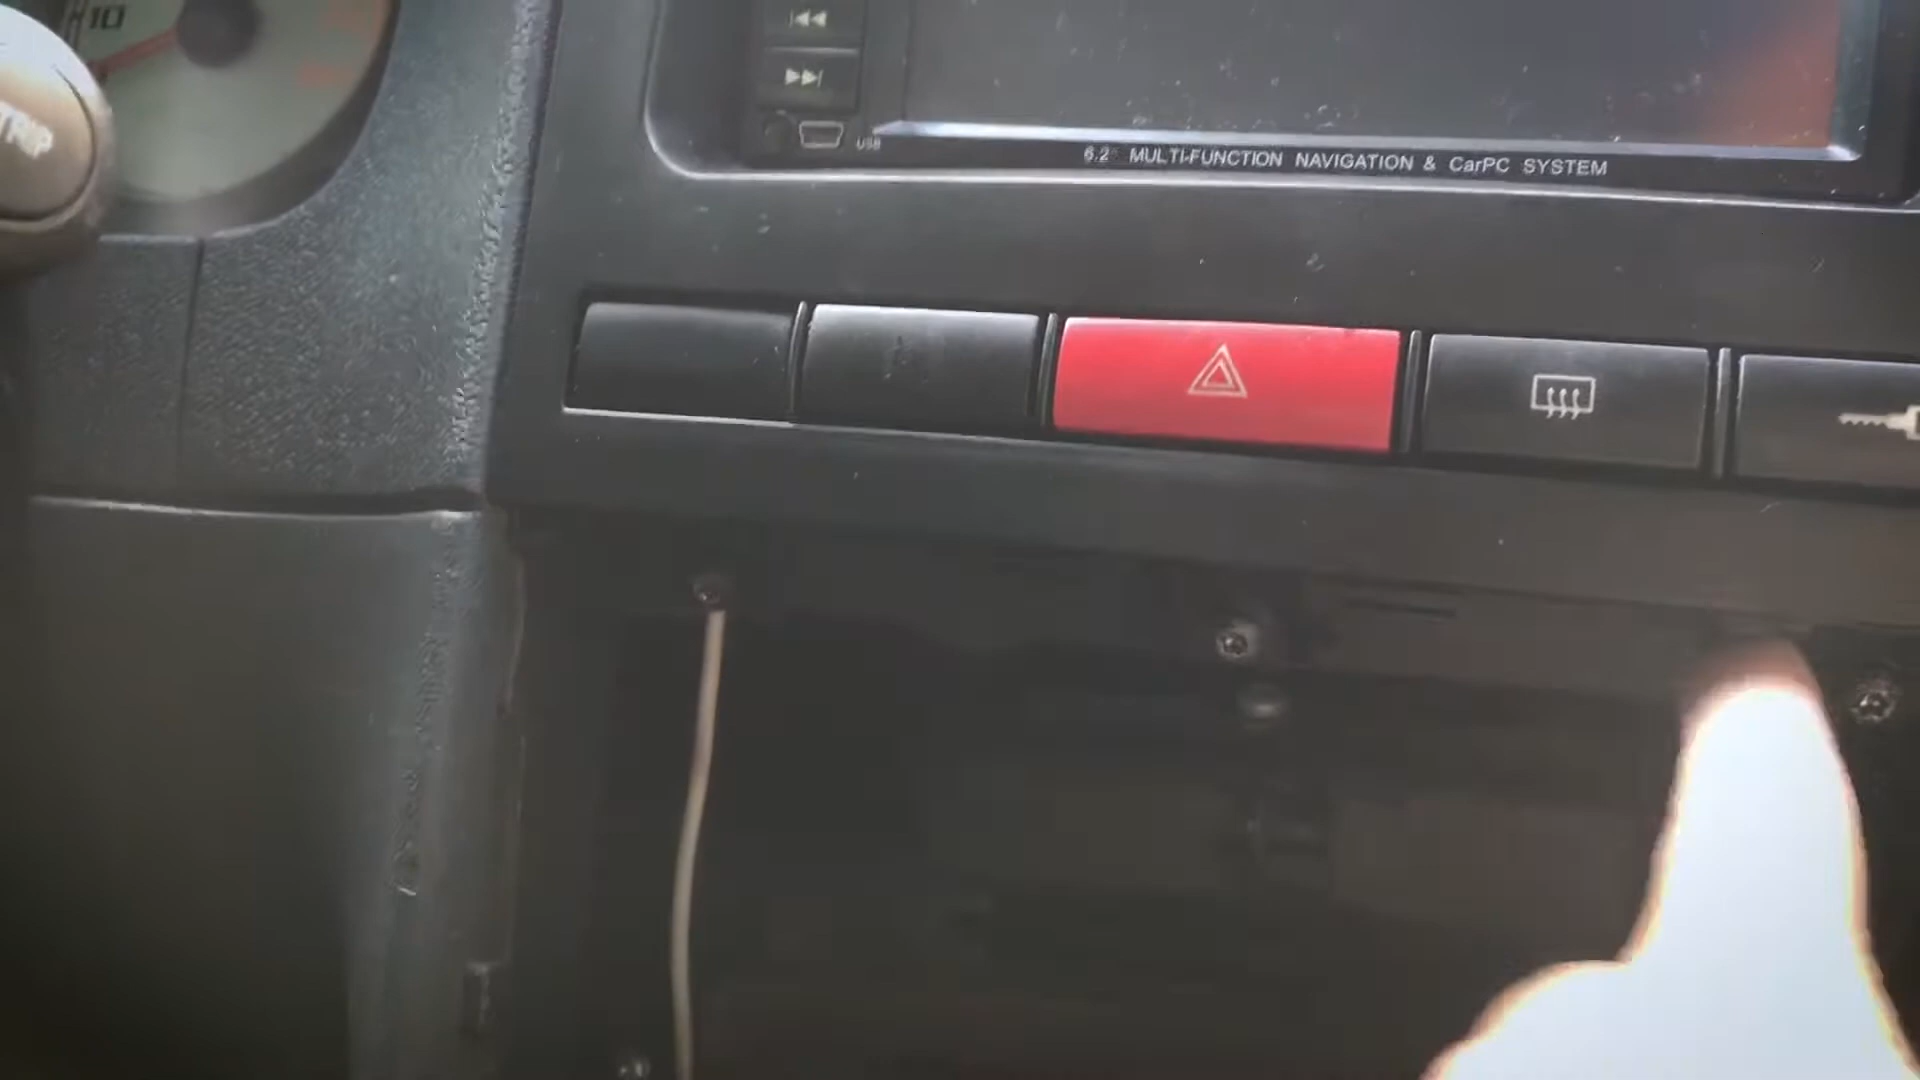 10
TRIP
USB
6.2 MULTI-FUNCTION NAVIGATION & CarPC SYSTEM